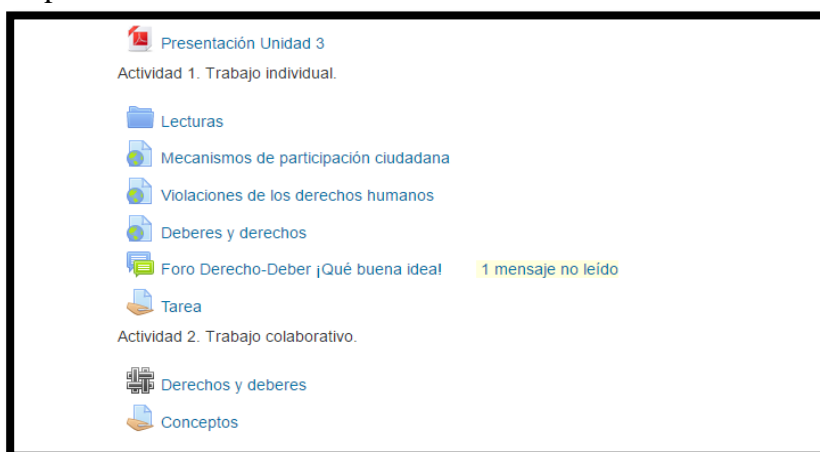 Presentación Unidad 3
Actividad 1. Trabajo individual.
Lecturas
Mecanismos de participación ciudadana
Violaciones de los derechos humanos
Deberes y derechos
Foro Derecho-Deber ¡Qué buena idea! 1 mensaje no leído
Tarea
Actividad 2. Trabajo colaborativo.
Derechos y deberes
Conceptos